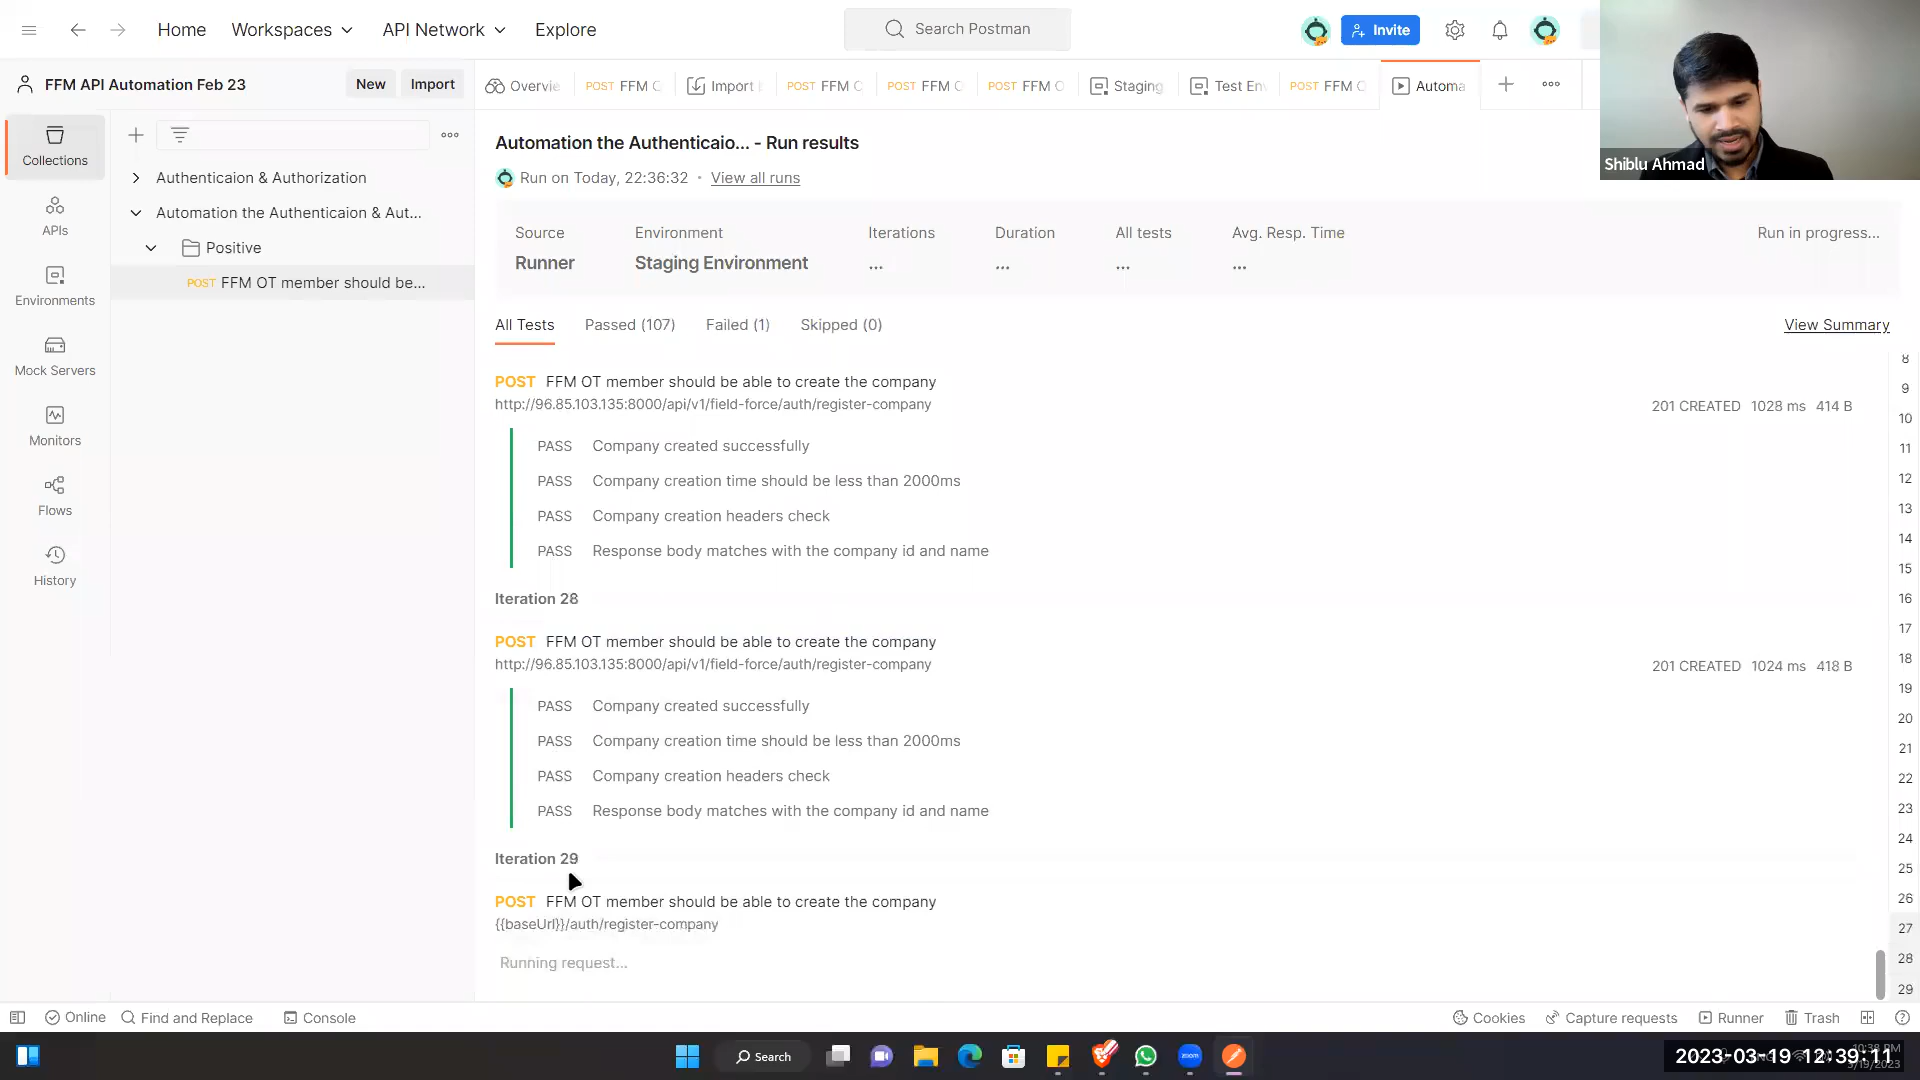 Home
Workspaces
API Network
Explore
Search Postman
Invite
FFM API Automation Feb 23
New
Import
Overvie
POST FFM C
Import
POST FFM C
POST FFM C
POST FFM O
Staging
Test En
POST FFM C
Automa
Shiblu Ahmad
Collections
APIs
Environments
Mock Servers
Monitors
Flows
History
Authenticaion & Authorization
Automation the Authenticaion & Aut...
Positive
POST FFM OT member should be...
Automation the Authenticaio... - Run results
Run on Today, 22:36:32 · View all runs
Source Environment Iterations Duration All tests Avg. Resp. Time Run in progress...
Runner Staging Environment ... ... ... ...
All Tests Passed (107) Failed (1) Skipped (0) View Summary
POST FFM OT member should be able to create the company
http://96.85.103.135:8000/api/v1/field-force/auth/register-company
201 CREATED 1028 ms 414 B
PASS Company created successfully
PASS Company creation time should be less than 2000ms
PASS Company creation headers check
PASS Response body matches with the company id and name
Iteration 28
POST FFM OT member should be able to create the company
http://96.85.103.135:8000/api/v1/field-force/auth/register-company
201 CREATED 1024 ms 418 B
PASS Company created successfully
PASS Company creation time should be less than 2000ms
PASS Company creation headers check
PASS Response body matches with the company id and name
Iteration 29
POST FFM OT member should be able to create the company
{{baseUrl}}/auth/register-company
Running request...
8
9
10
11
12
13
14
15
16
17
18
19
20
21
22
23
24
25
26
27
28
29
Online
Find and Replace
Console
Cookies
Capture requests
Runner
Trash
Search
zoom
2023-03-19 12:39:11